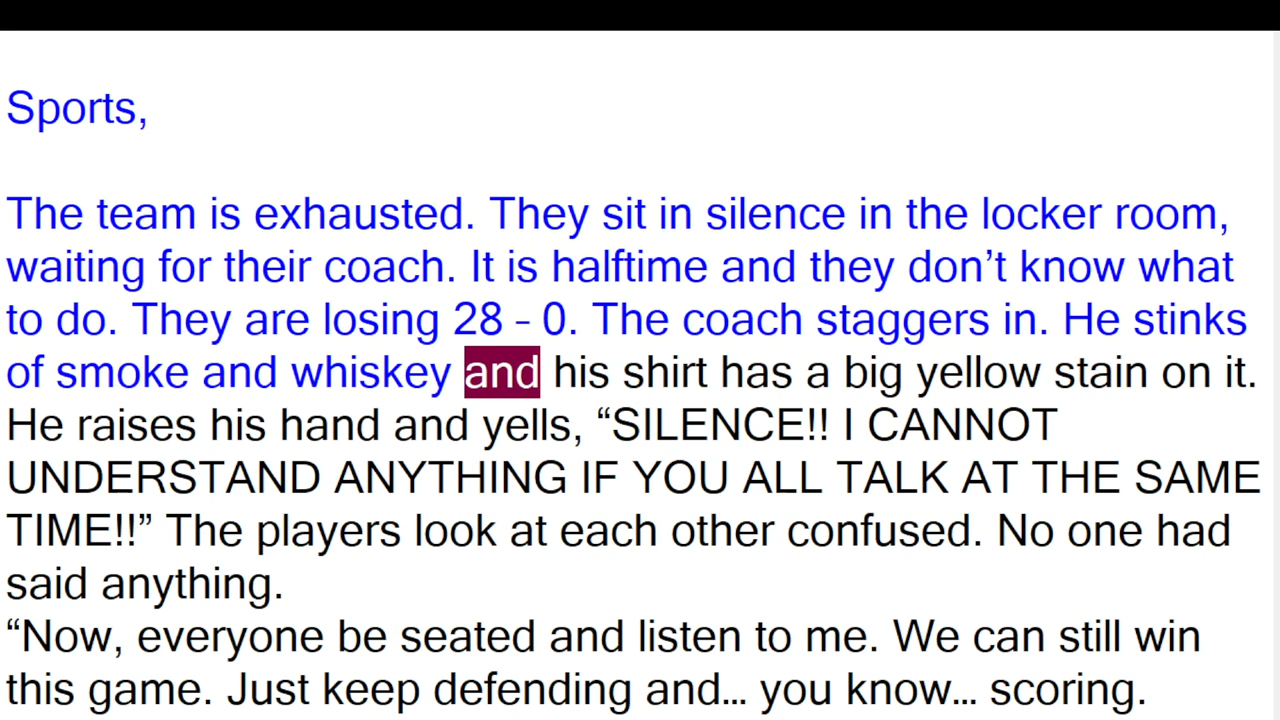 Sports,
The team is exhausted. They sit in silence in the locker room,
waiting for their coach. It is halftime and they don’t know what
to do. They are losing 28 - 0. The coach staggers in. He stinks
of smoke and whiskey and his shirt has a big yellow stain on it.
He raises his hand and yells, “SILENCE!! I CANNOT
UNDERSTAND ANYTHING IF YOU ALL TALK AT THE SAME
TIME!!” The players look at each other confused. No one had
said anything.
“Now, everyone be seated and listen to me. We can still win
this game. Just keep defending and… you know… scoring.